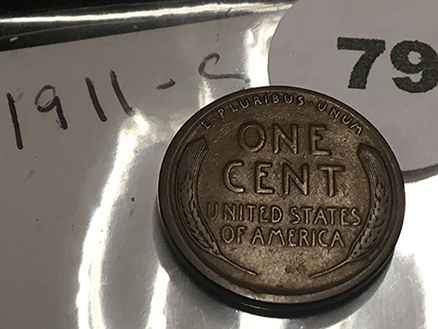 1911-S
79
E·PLURIBUS·UNUM
ONE
CENT
UNITED STATES
OF AMERICA